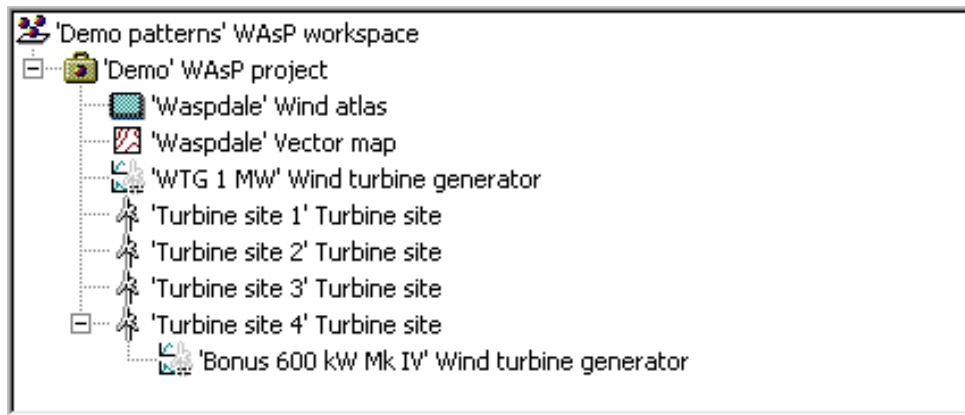 'Demo patterns' WAsP workspace
'Demo' WAsP project
'Waspdale' Wind atlas
'Waspdale' Vector map
'WTG 1 MW' Wind turbine generator
'Turbine site 1' Turbine site
'Turbine site 2' Turbine site
'Turbine site 3' Turbine site
'Turbine site 4' Turbine site
'Bonus 600 kW Mk IV' Wind turbine generator